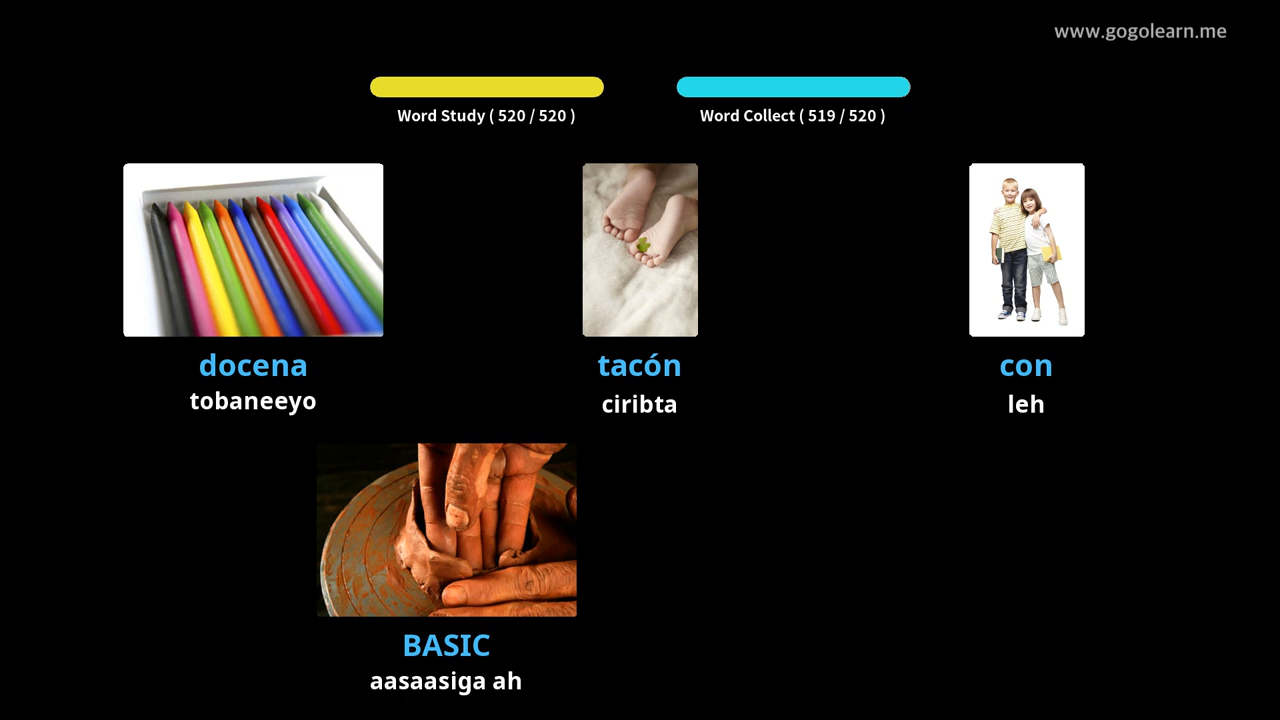 www.gogolearn.me
Word Study ( 520 / 520 )
Word Collect ( 519 / 520 )
docena
tacón
con
tobaneeyo
ciribta
leh
BASIC
aasaasiga ah